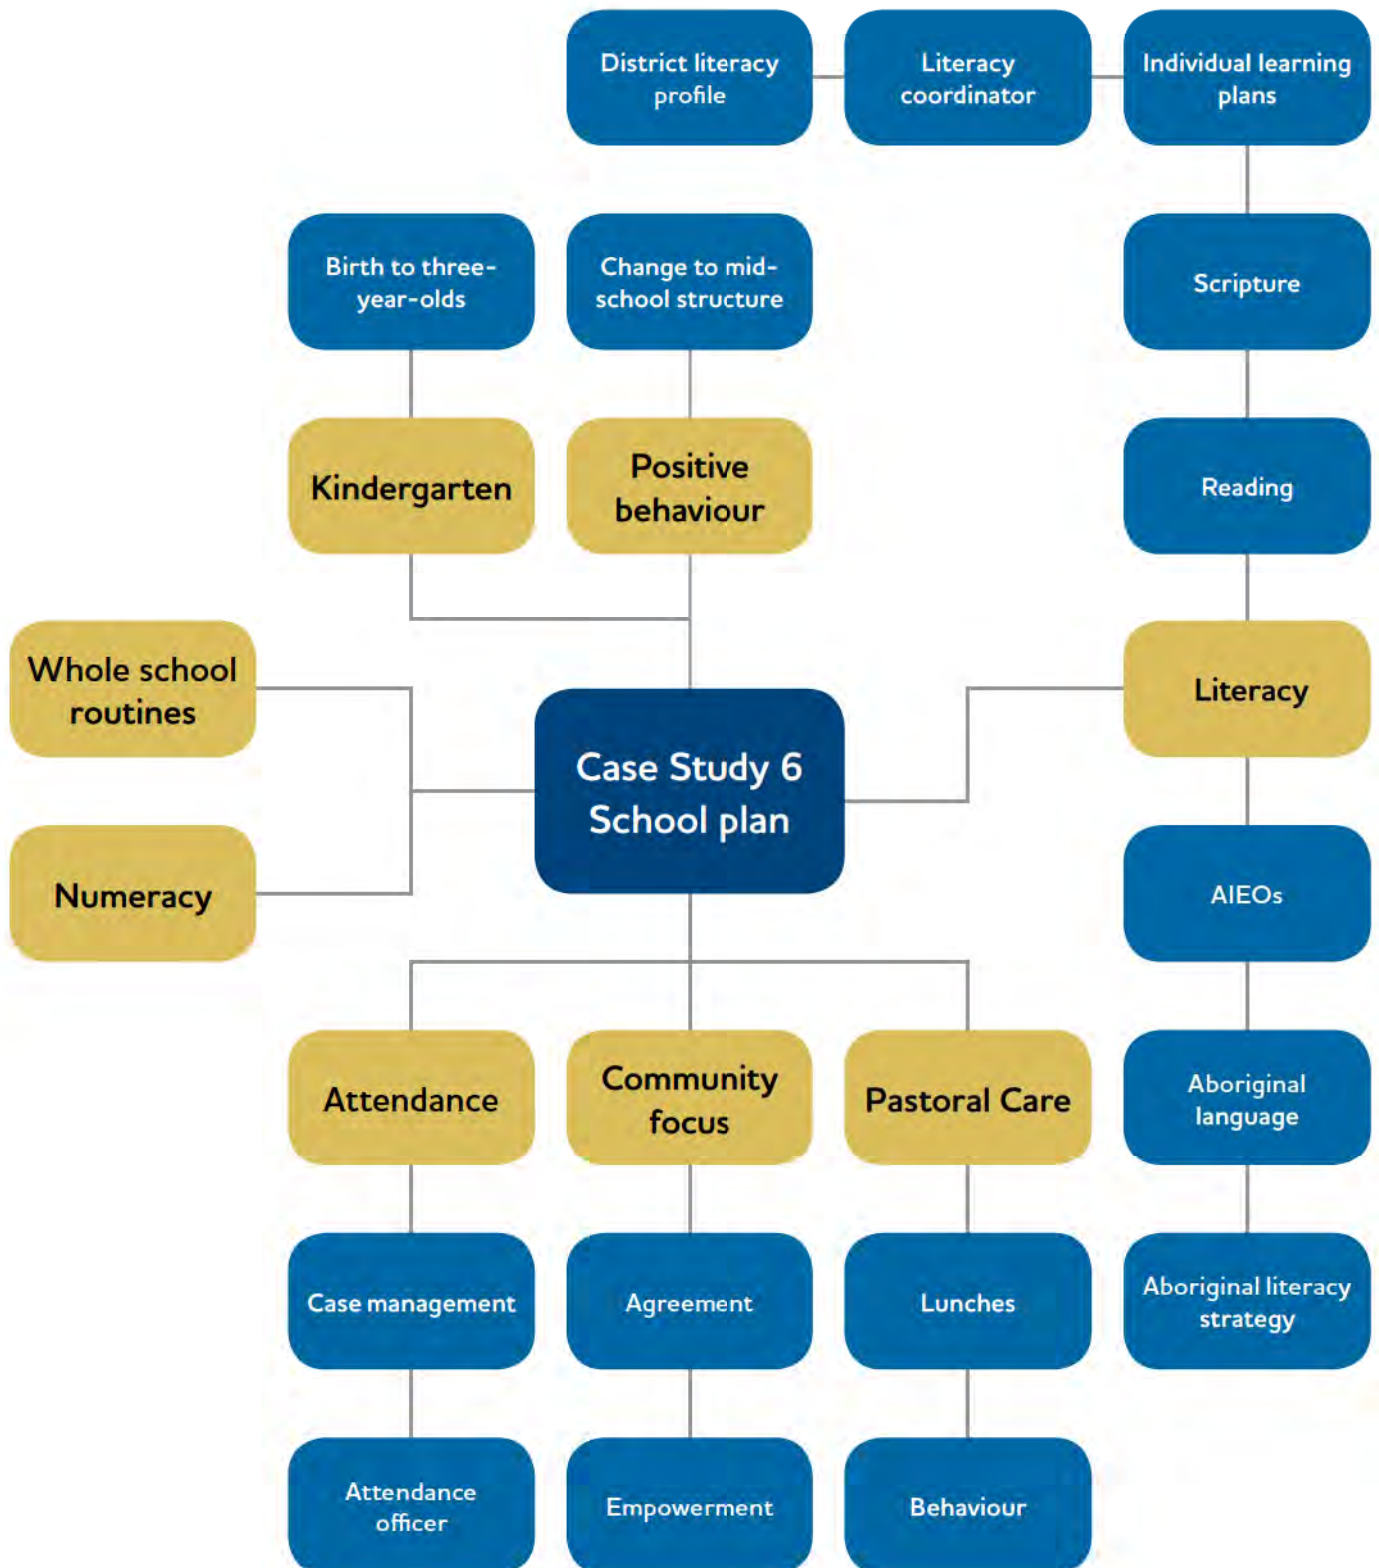 District literacy
profile
Literacy
coordinator
Individual learning
plans
Birth to three-
year-olds
Change to mid-
school structure
Scripture
Kindergarten
Positive
behaviour
Reading
Whole school
routines
Literacy
Case Study 6
School plan
Numeracy
AIEOs
Attendance
Community
focus
Pastoral Care
Aboriginal
language
Case management
Agreement
Lunches
Aboriginal literacy
strategy
Attendance
officer
Empowerment
Behaviour